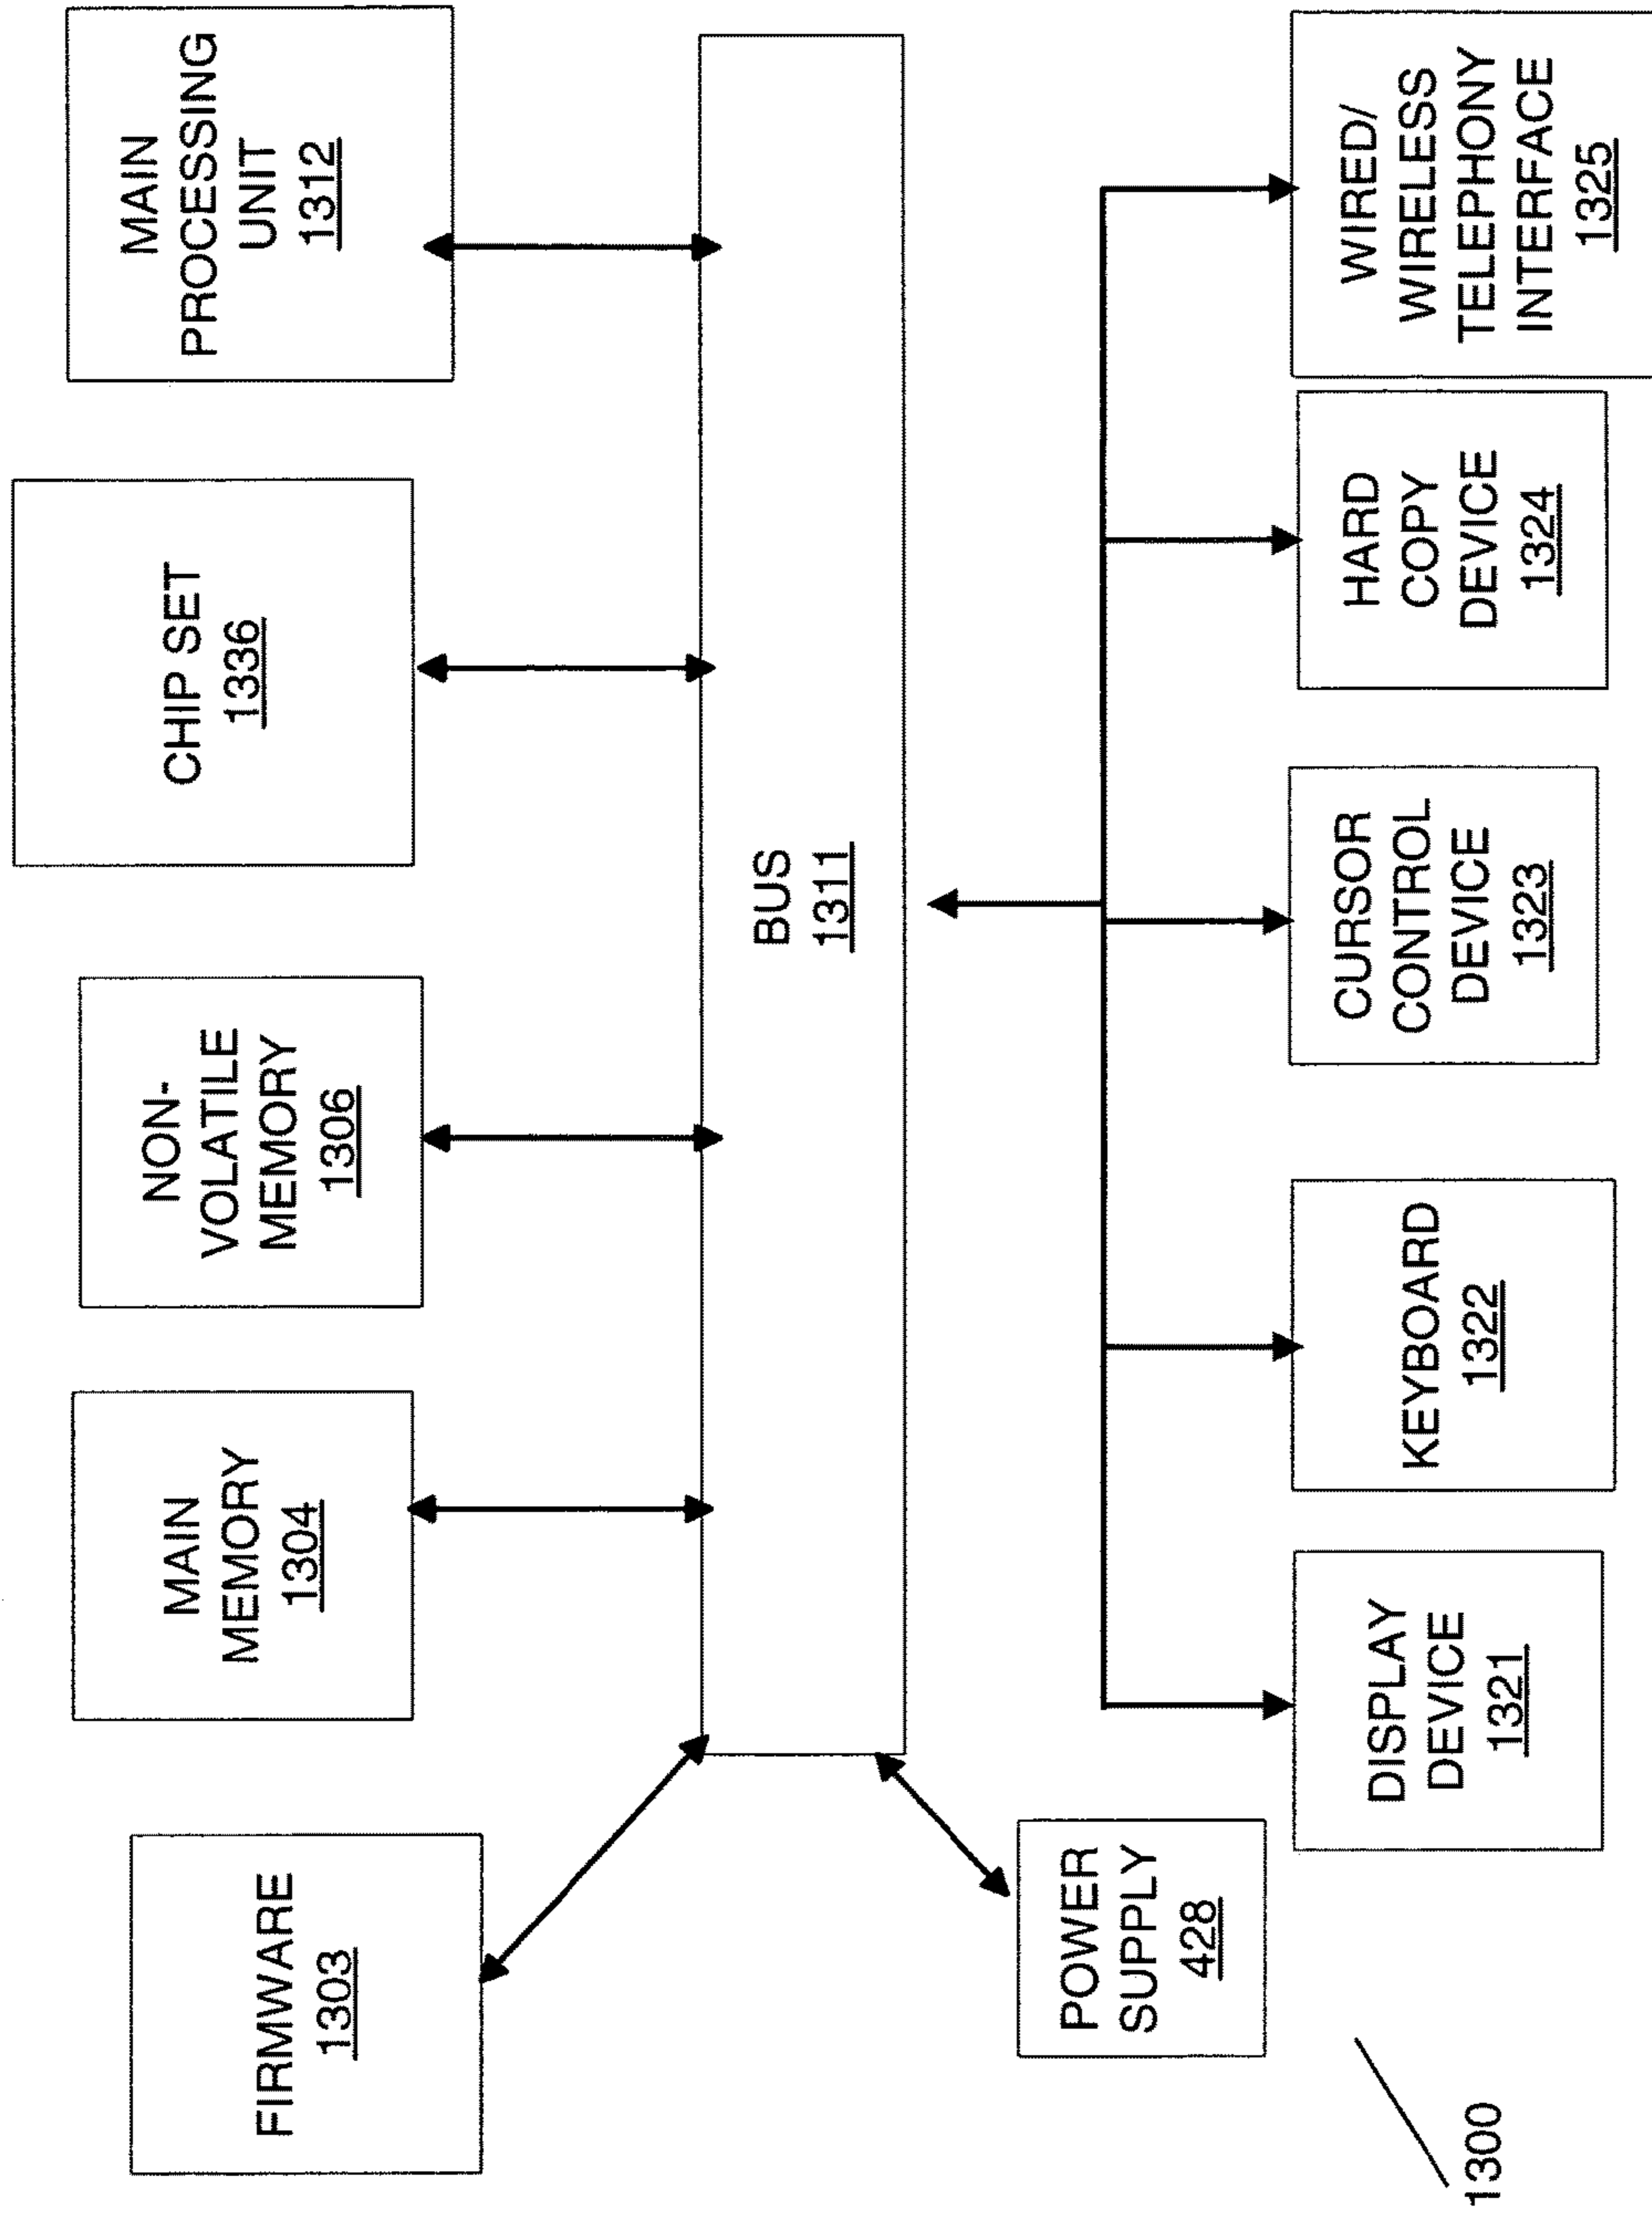 FIRMWARE
1303
MAIN
MEMORY
1304
NON-
VOLATILE
MEMORY
1306
CHIP SET
1336
MAIN
PROCESSING
UNIT
1312
BUS
1311
POWER
SUPPLY
428
DISPLAY
DEVICE
1321
KEYBOARD
1322
CURSOR
CONTROL
DEVICE
1323
HARD
COPY
DEVICE
1324
WIRED/
WIRELESS
TELEPHONY
INTERFACE
1325
1300